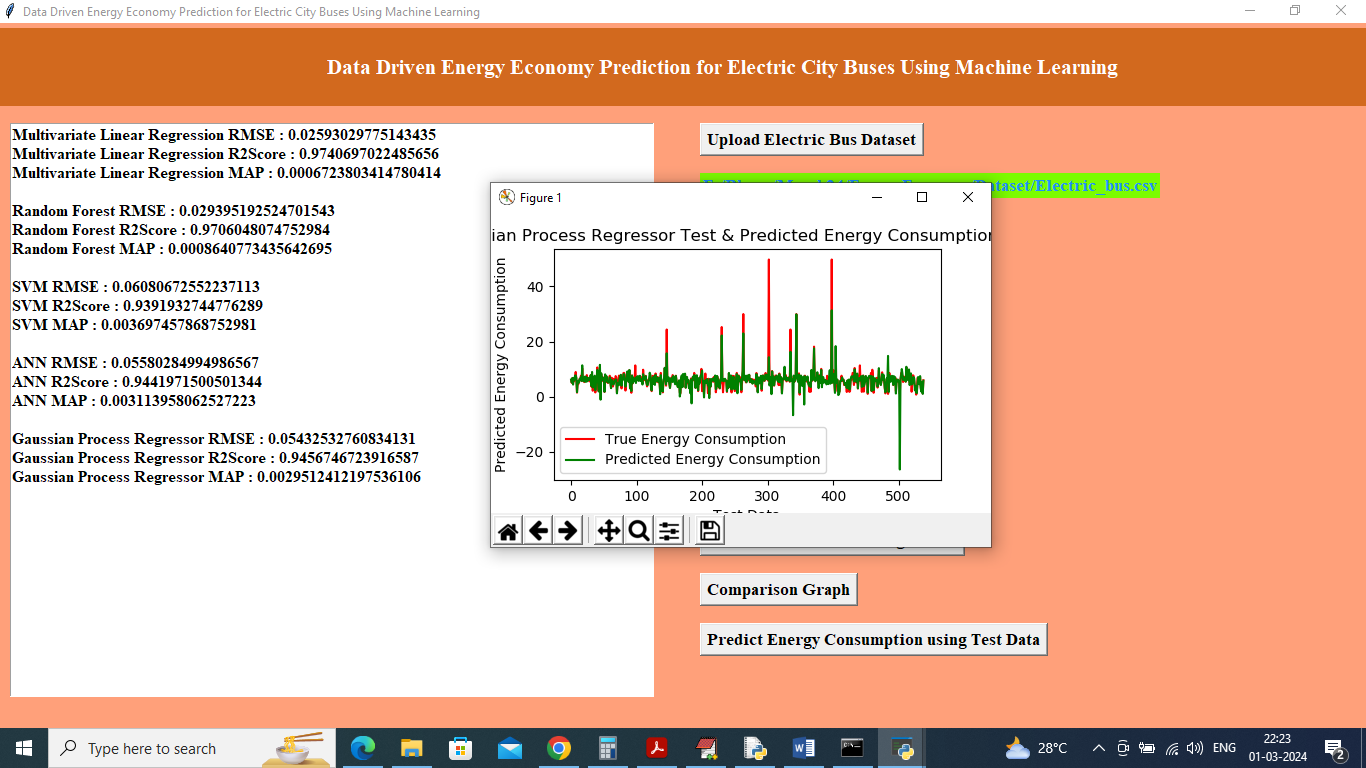 Data Driven Energy Economy Prediction for Electric City Buses Using Machine Learning
Data Driven Energy Economy Prediction for Electric City Buses Using Machine Learning
Multivariate Linear Regression RMSE : 0.02593029775143435
Multivariate Linear Regression R2Score : 0.9740697022485656
Multivariate Linear Regression MAP : 0.0006723803414780414
Random Forest RMSE : 0.029395192524701543
Random Forest R2Score : 0.9706048074752984
Random Forest MAP : 0.0008640773435642695
SVM RMSE : 0.06080672552237113
SVM R2Score : 0.9391932744776289
SVM MAP : 0.003697457868752981
ANN RMSE : 0.05580284994986567
ANN R2Score : 0.9441971500501344
ANN MAP : 0.003113958062527223
Gaussian Process Regressor RMSE : 0.05432532760834131
Gaussian Process Regressor R2Score : 0.9456746723916587
Gaussian Process Regressor MAP : 0.0029512412197536106
Upload Electric Bus Dataset
Dataset/Electric_bus.csv
Figure 1
ian Process Regressor Test & Predicted Energy Consumption
Predicted Energy Consumption
40
20
0
−20
True Energy Consumption
Predicted Energy Consumption
0 100 200 300 400 500
Test Data
Comparison Graph
Predict Energy Consumption using Test Data
Type here to search
28°C
ENG
22:23
01-03-2024
2